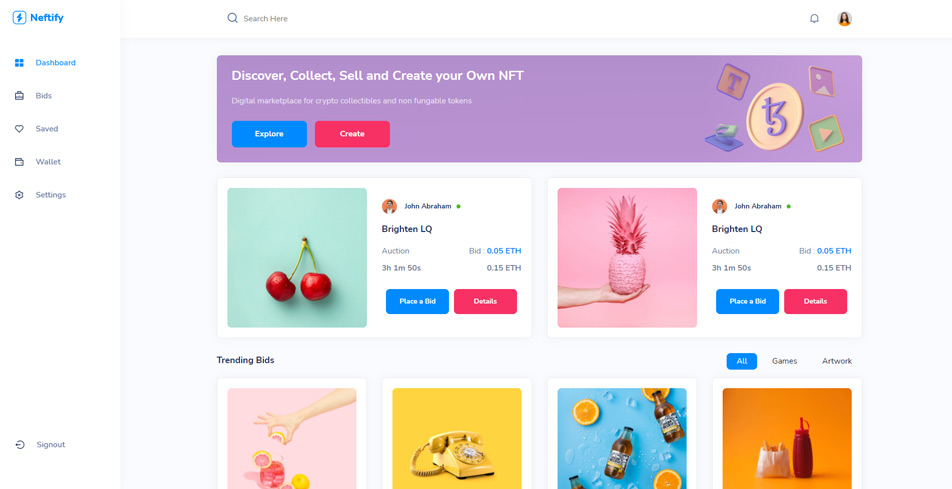 Neftify
Search Here
Dashboard
Bids
Saved
Wallet
Settings
Signout
Discover, Collect, Sell and Create your Own NFT
Digital marketplace for crypto collectibles and non fungable tokens
Explore Create
T
John Abraham
Brighten LQ
Auction Bid : 0.05 ETH
3h 1m 50s 0.15 ETH
Place a Bid Details
John Abraham
Brighten LQ
Auction Bid : 0.05 ETH
3h 1m 50s 0.15 ETH
Place a Bid Details
Trending Bids
All Games Artwork